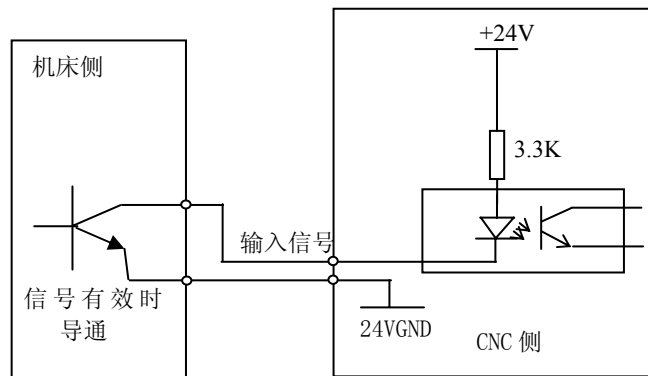 +24V
机床侧
3.3K
输入信号
信号有效时
导通
24VGND
CNC 侧